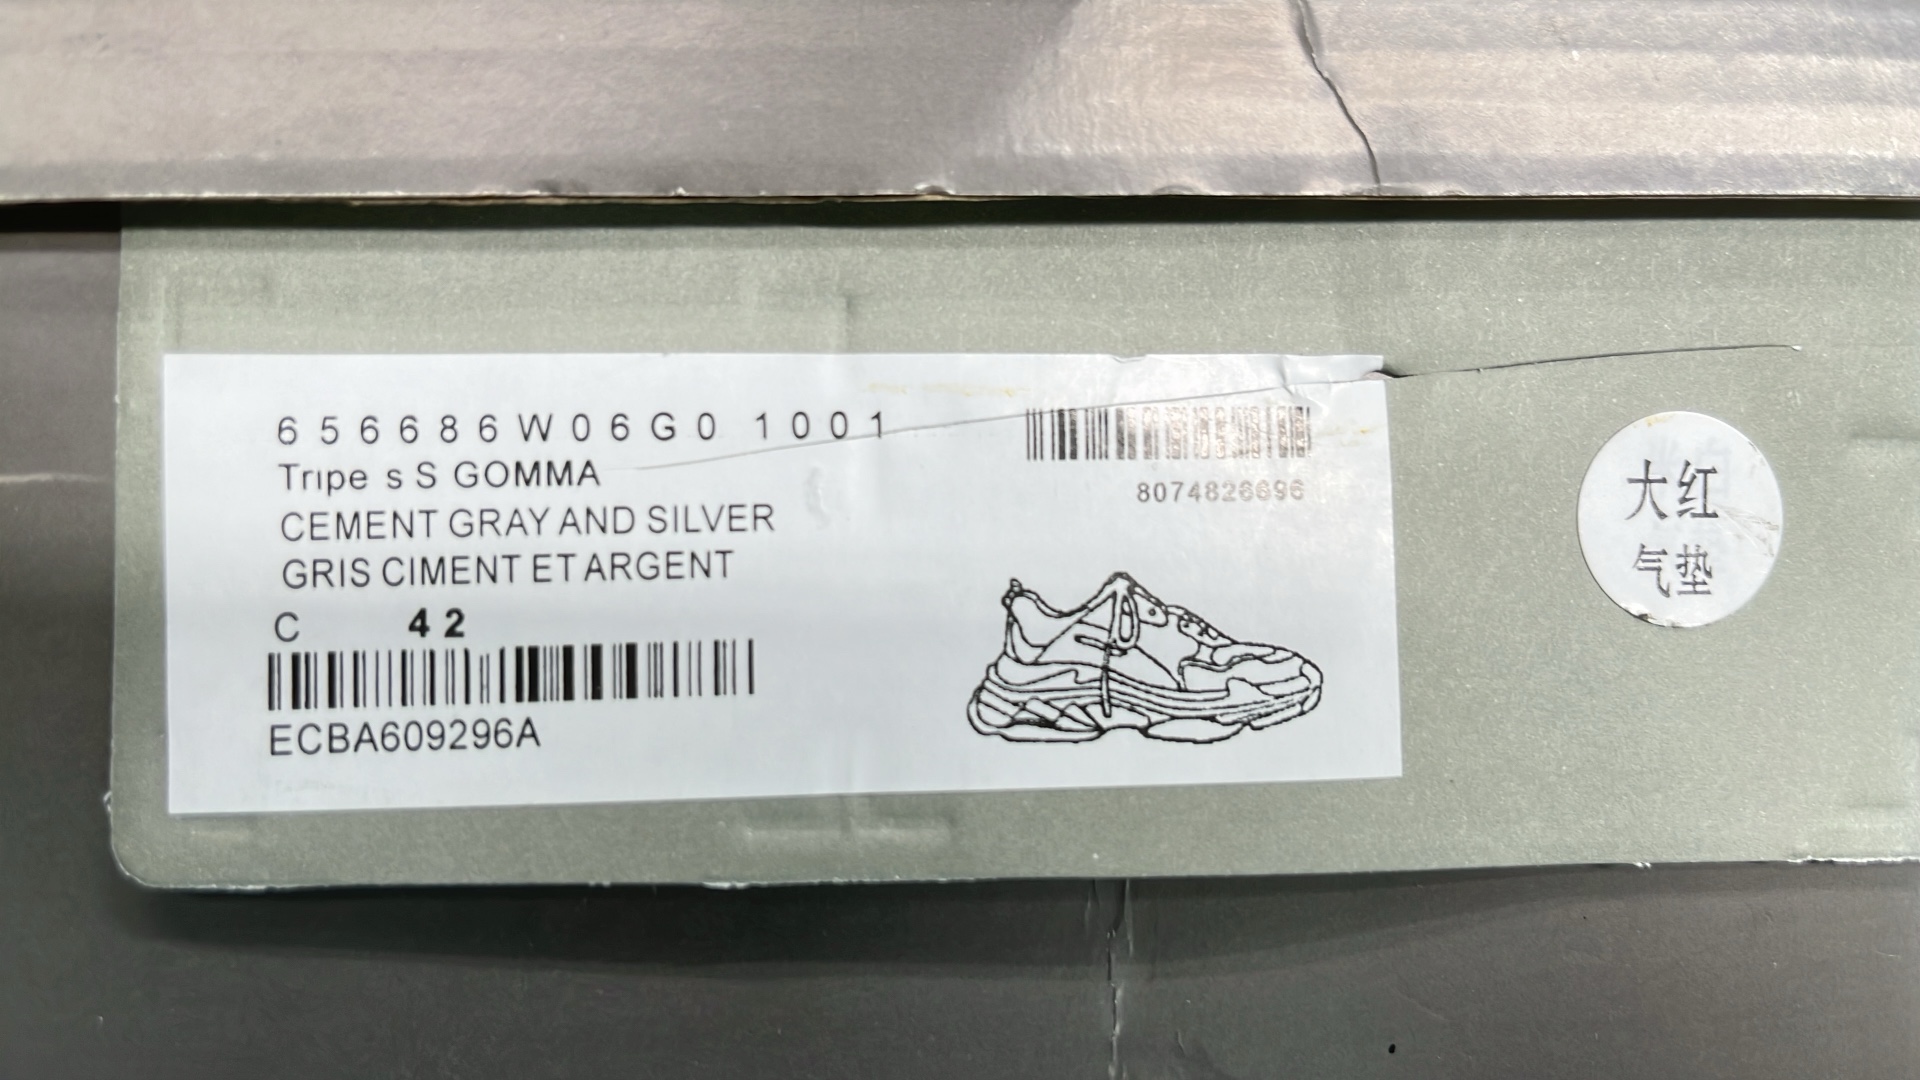 656686W06G0 1001
Tripe s S GOMMA
CEMENT GRAY AND SILVER
GRIS CIMENT ET ARGENT
C 42
ECBA609296A
8074826696
大红
气垫